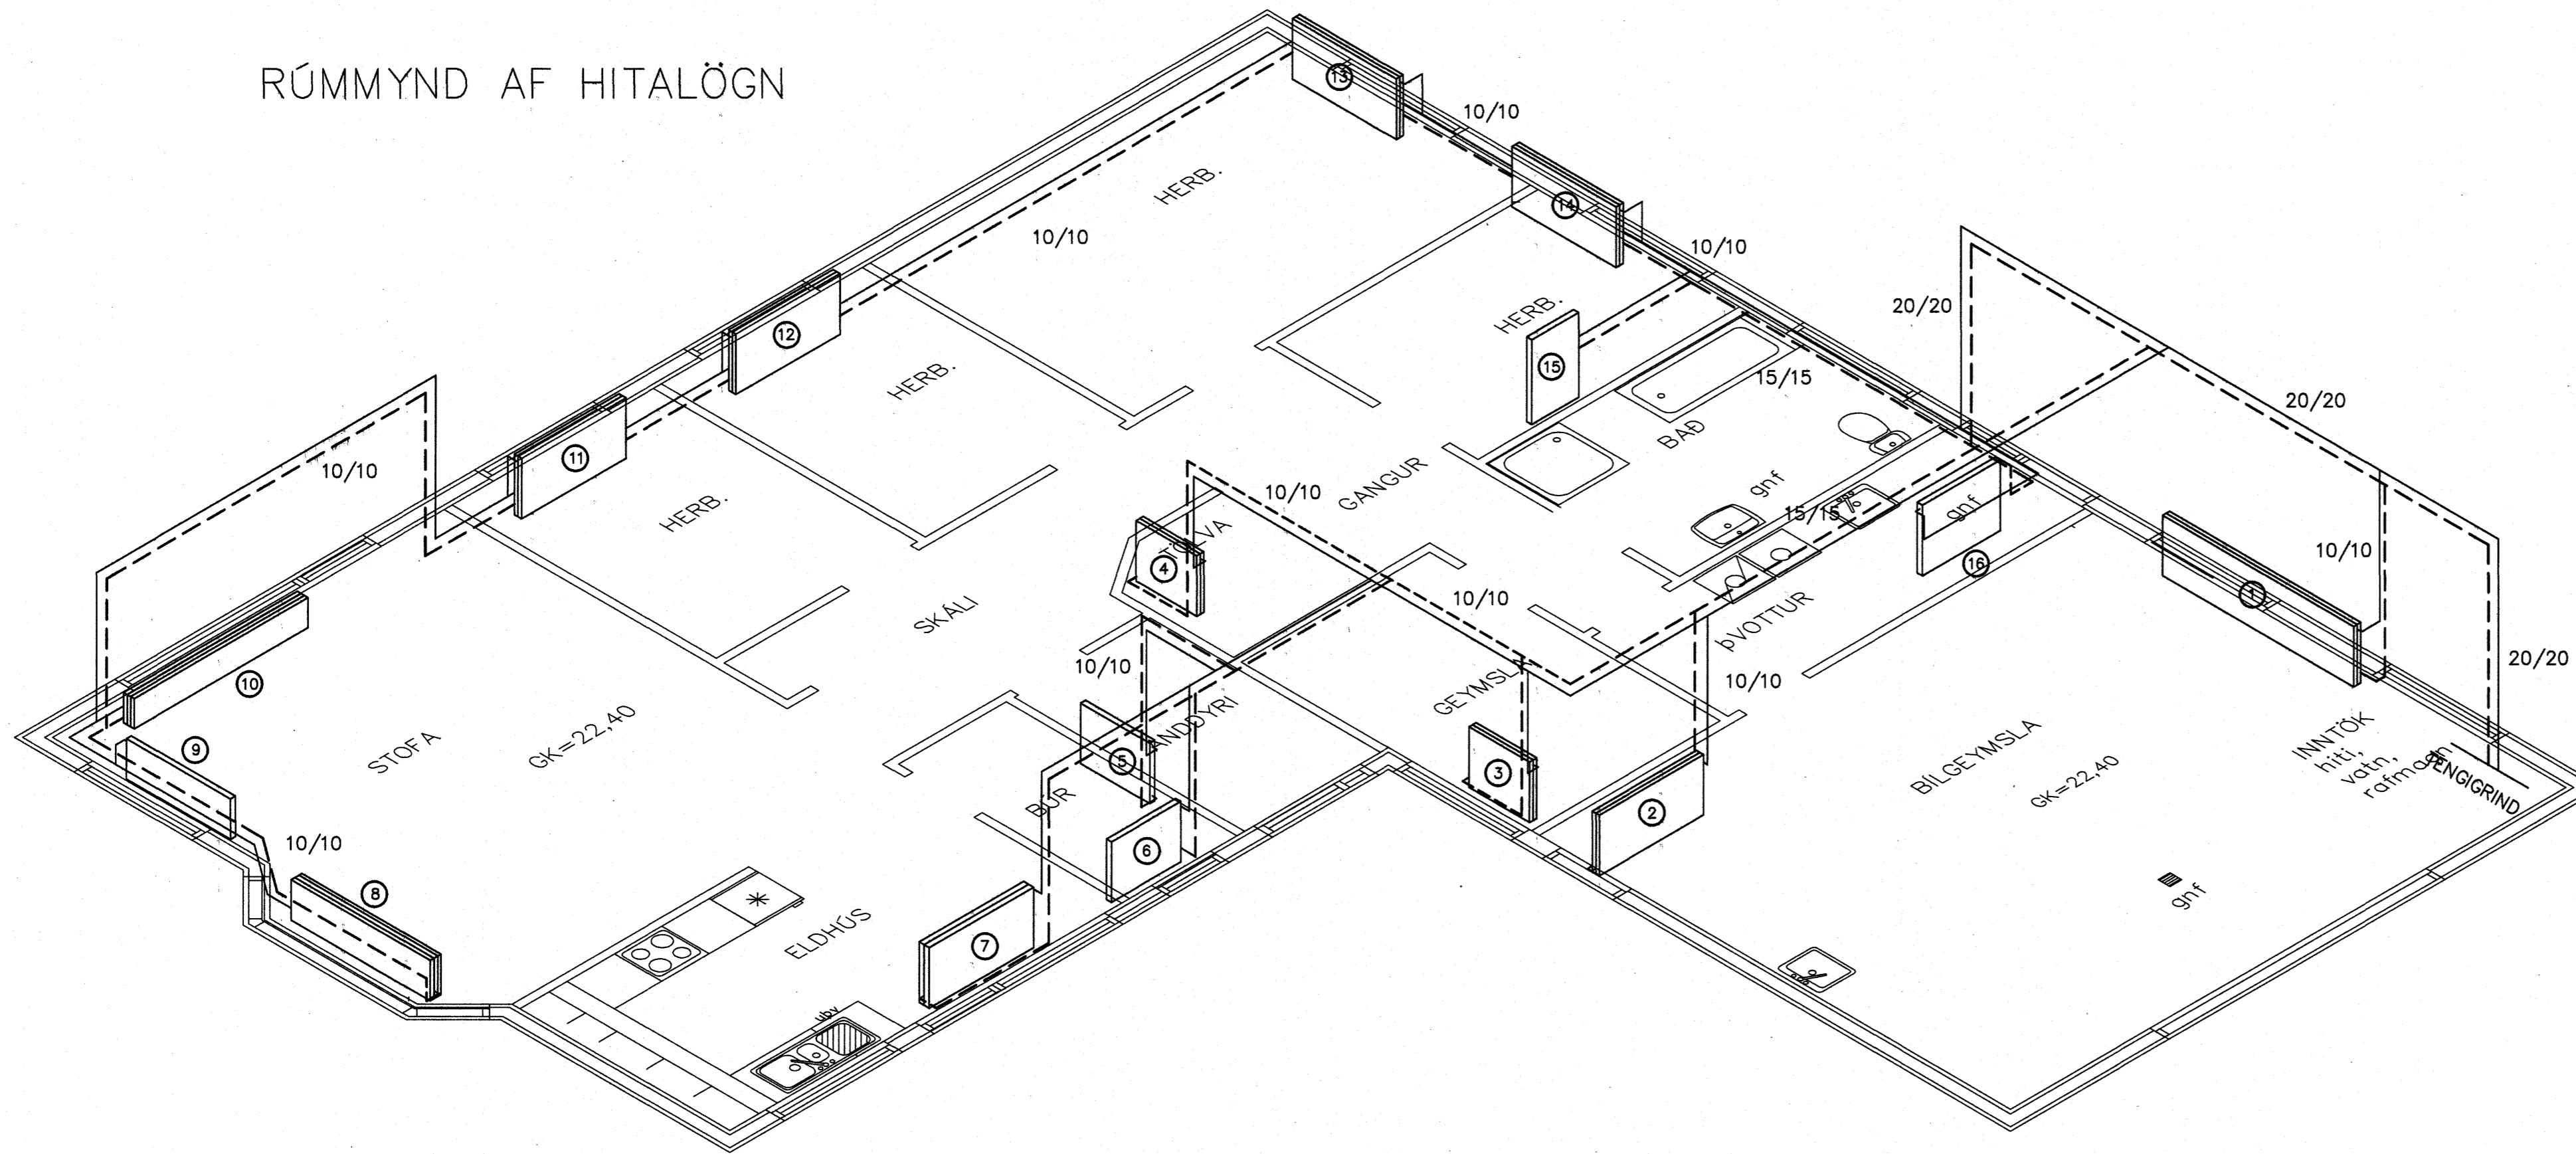 RÚMMYND AF HITALÖGN
13
10/10
14
HERB.
10/10
10/10
20/20
12
HERB.
15
15/15
20/20
HERB.
11
BAÐ
10/10
GANGUR
10/10
gnf
15/15
gnf
HERB.
4
16
10/10
1
10/10
SKÁLI
ÞVOTTUR
10/10
10/10
20/20
10
GEYMSL
9
STOFA
GK=22,40
5
ANDDYRI
3
2
BÍLGEYMSLA
GK=22,40
INNTÖK
hiti,
vatn,
rafmagn
TENGIGRIND
BÚR
6
10/10
8
7
ELDHÚS
gnf
ubv